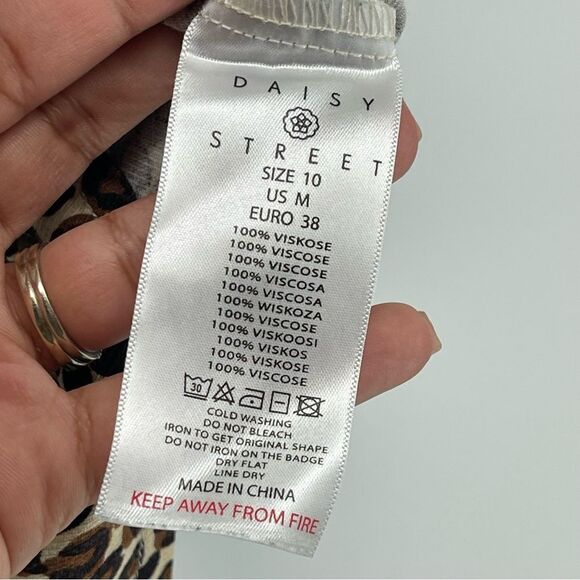 DAISY
STREET
SIZE 10
US M
EURO 38
100% VISKOSE
100% VISCOSE
100% VISCOSE
100% VISCOSA
100% VISCOSA
100% WISKOZA
100% VISCOSE
100% VISKOOSI
100% VISKOS
100% VISKOSE
100% VISCOSE
30
COLD WASHING
DO NOT BLEACH
IRON TO GET ORIGINAL SHAPE
DO NOT IRON ON THE BADGE
DRY FLAT
LINE DRY
MADE IN CHINA
KEEP AWAY FROM FIRE